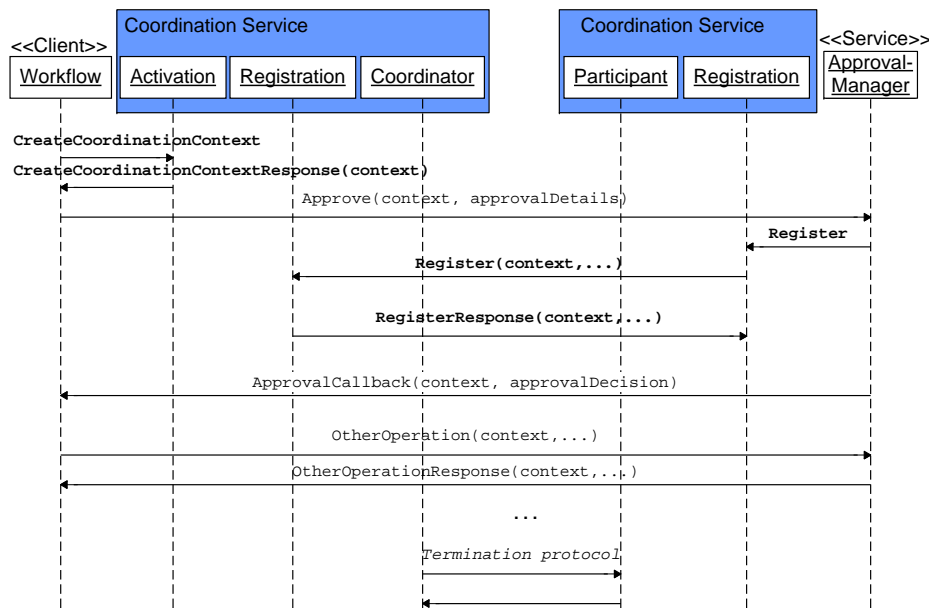 Coordination Service
Coordination Service
<<Client>>
<<Service>>
Workflow
Activation
Registration
Coordinator
Participant
Registration
Approval-
Manager
CreateCoordinationContext
CreateCoordinationContextResponse(context)
Approve(context, approvalDetails)
Register
Register(context,...)
RegisterResponse(context,...)
ApprovalCallback(context, approvalDecision)
OtherOperation(context,...)
OtherOperationResponse(context,...)
...
Termination protocol